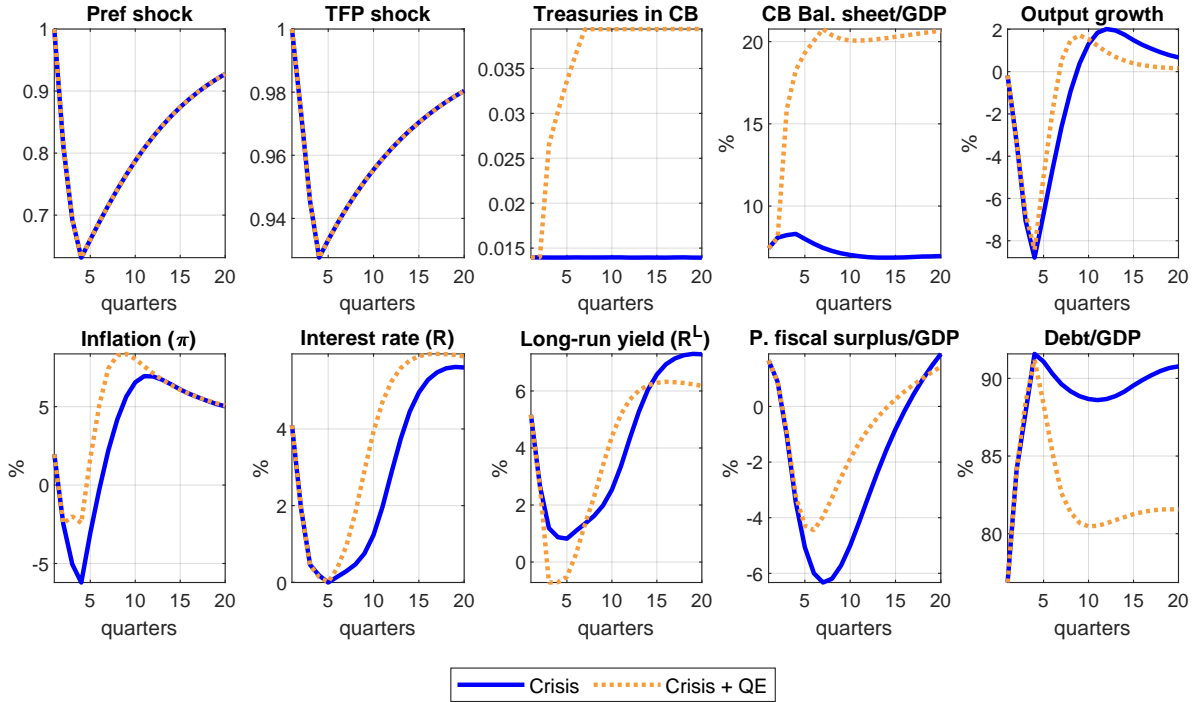 Pref shock
1
0.9
0.8
0.7
5 10 15 20
quarters
TFP shock
1
0.98
0.96
0.94
5 10 15 20
quarters
Treasuries in CB
0.035
0.03
0.025
0.02
0.015
0.01
5 10 15 20
quarters
CB Bal. sheet/GDP
%
20
15
10
5 10 15 20
quarters
Output growth
%
2
0
-2
-4
-6
-8
5 10 15 20
quarters
Inflation (π)
%
5
0
-5
5 10 15 20
quarters
Interest rate (R)
%
4
2
0
5 10 15 20
quarters
Long-run yield (R^L)
%
6
4
2
0
5 10 15 20
quarters
P. fiscal surplus/GDP
%
0
-2
-4
-6
5 10 15 20
quarters
Debt/GDP
%
90
85
80
5 10 15 20
quarters
Crisis Crisis + QE